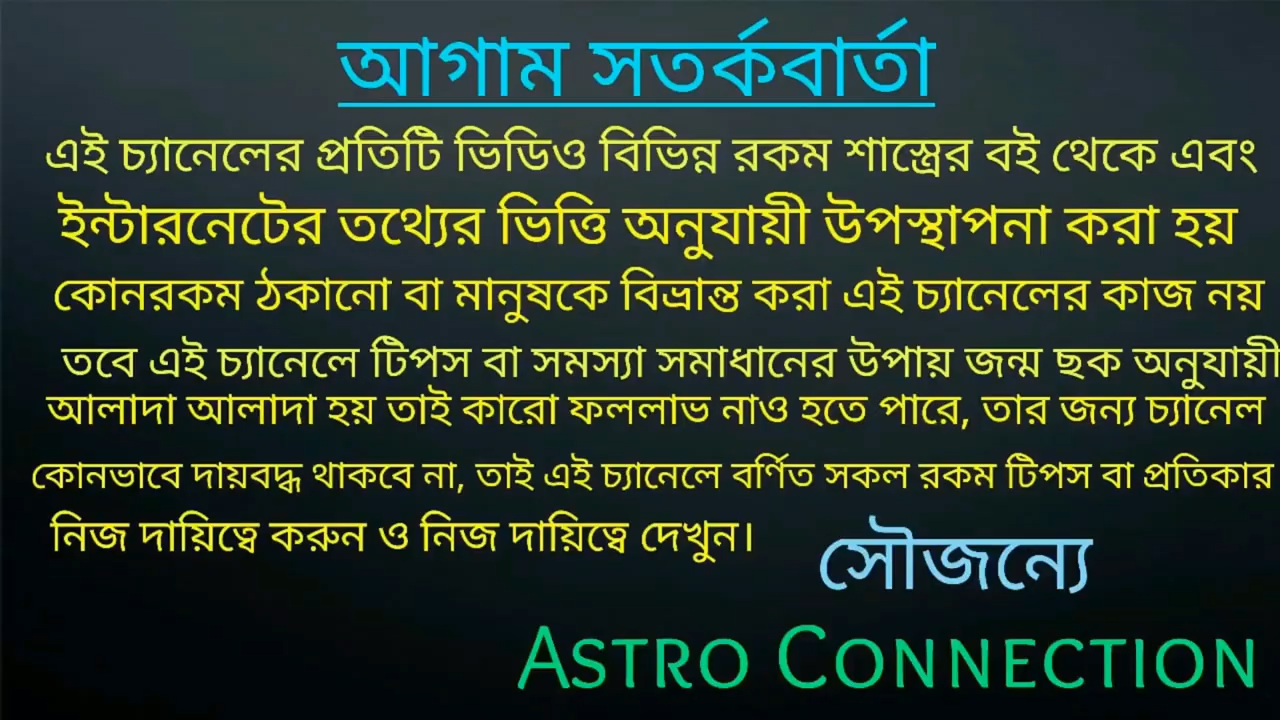 আগাম সতর্কবার্তা
এই চ্যানেলের প্রতিটি ভিডিও বিভিন্ন রকম শাস্ত্রের বই থেকে এবং
ইন্টারনেটের তথ্যের ভিত্তি অনুযায়ী উপস্থাপনা করা হয়
কোনরকম ঠকানো বা মানুষকে বিভ্রান্ত করা এই চ্যানেলের কাজ নয়
তবে এই চ্যানেলে টিপস বা সমস্যা সমাধানের উপায় জন্ম ছক অনুযায়ী
আলাদা আলাদা হয় তাই কারো ফললাভ নাও হতে পারে, তার জন্য চ্যানেল
কোনভাবে দায়বদ্ধ থাকবে না, তাই এই চ্যানেলে বর্ণিত সকল রকম টিপস বা প্রতিকার
নিজ দায়িত্বে করুন ও নিজ দায়িত্বে দেখুন।
সৌজন্যে
ASTRO CONNECTION